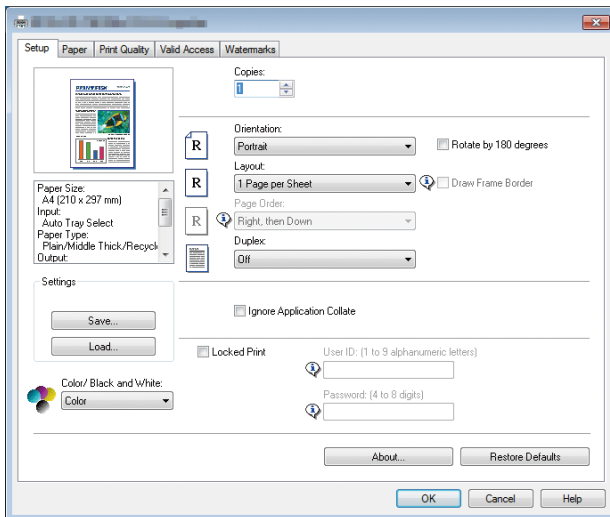 Setup
Paper
Print Quality
Valid Access
Watermarks
Copies:
1
Orientation:
R
Portrait
Rotate by 180 degrees
Layout:
R
1 Page per Sheet
Draw Frame Border
Page Order:
R
Right, then Down
Duplex:
Off
Paper Size:
A4 (210 x 297 mm)
Input:
Auto Tray Select
Paper Type:
Plain/Middle Thick/Recycl
Output:
Settings
Save...
Load...
Ignore Application Collate
Locked Print
User ID: (1 to 9 alphanumeric letters)
Password: (4 to 8 digits)
Color/ Black and White:
Color
About...
Restore Defaults
OK
Cancel
Help